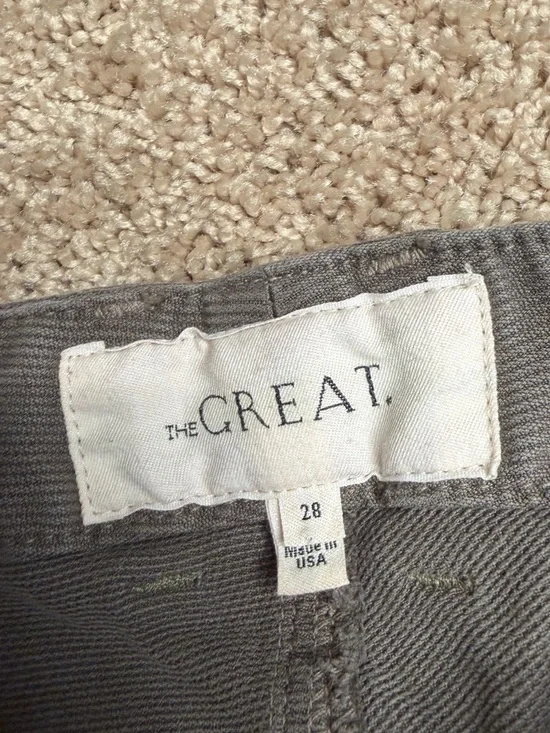 THE GREAT.
28
Made in
USA